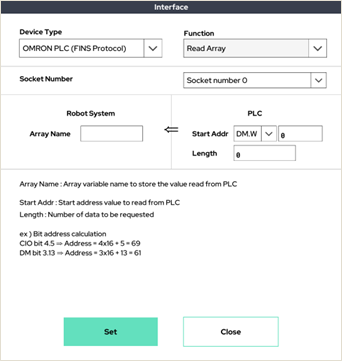 Interface
Device Type
Function
OMRON PLC (FINS Protocol)
Read Array
Socket Number
Socket number 0
Robot System
PLC
Array Name
⇐
Start Addr
DM.W
0
Length
0
Array Name : Array variable name to store the value read from PLC
Start Addr : Start address value to read from PLC
Length : Number of data to be requested
ex ) Bit address calculation
CIO bit 4.5 ⇒ Address = 4x16 + 5 = 69
DM bit 3.13 ⇒ Address = 3x16 + 13 = 61
Set
Close